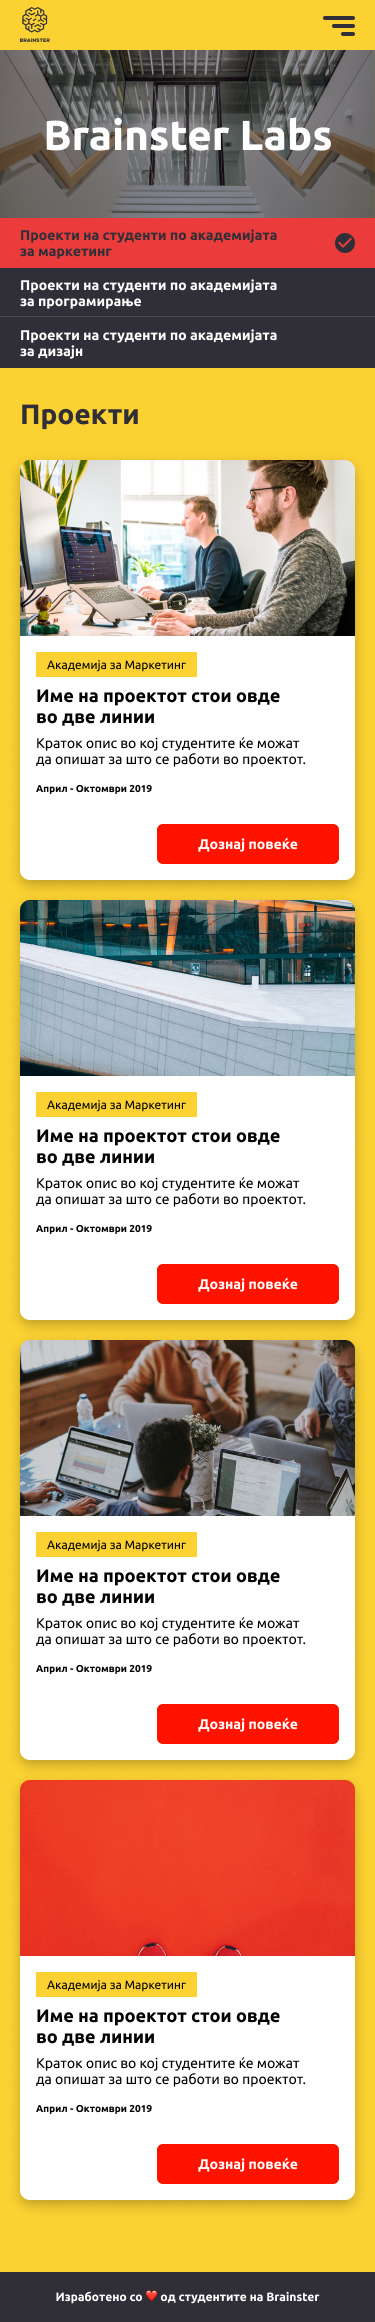 BRAINSTER
Brainster Labs
Проекти на студенти по академијата
за маркетинг
Проекти на студенти по академијата
за програмирање
Проекти на студенти по академијата
за дизајн
Проекти
Академија за Маркетинг
Име на проектот стои овде
во две линии
Краток опис во кој студентите ќе можат
да опишат за што се работи во проектот.
Април - Октомври 2019
Дознај повеќе
Академија за Маркетинг
Име на проектот стои овде
во две линии
Краток опис во кој студентите ќе можат
да опишат за што се работи во проектот.
Април - Октомври 2019
Дознај повеќе
Академија за Маркетинг
Име на проектот стои овде
во две линии
Краток опис во кој студентите ќе можат
да опишат за што се работи во проектот.
Април - Октомври 2019
Дознај повеќе
Академија за Маркетинг
Име на проектот стои овде
во две линии
Краток опис во кој студентите ќе можат
да опишат за што се работи во проектот.
Април - Октомври 2019
Дознај повеќе
Изработено со ❤️ од студентите на Brainster